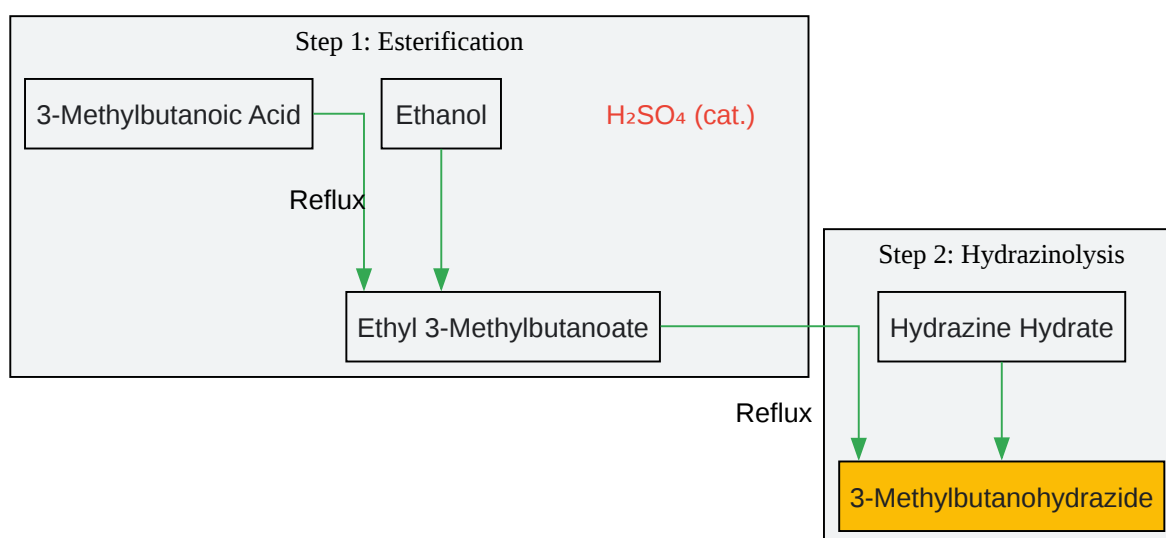 Step 1: Esterification
3-Methylbutanoic Acid
Ethanol
H₂SO₄ (cat.)
Reflux
Step 2: Hydrazinolysis
Ethyl 3-Methylbutanoate
Hydrazine Hydrate
Reflux
3-Methylbutanohydrazide